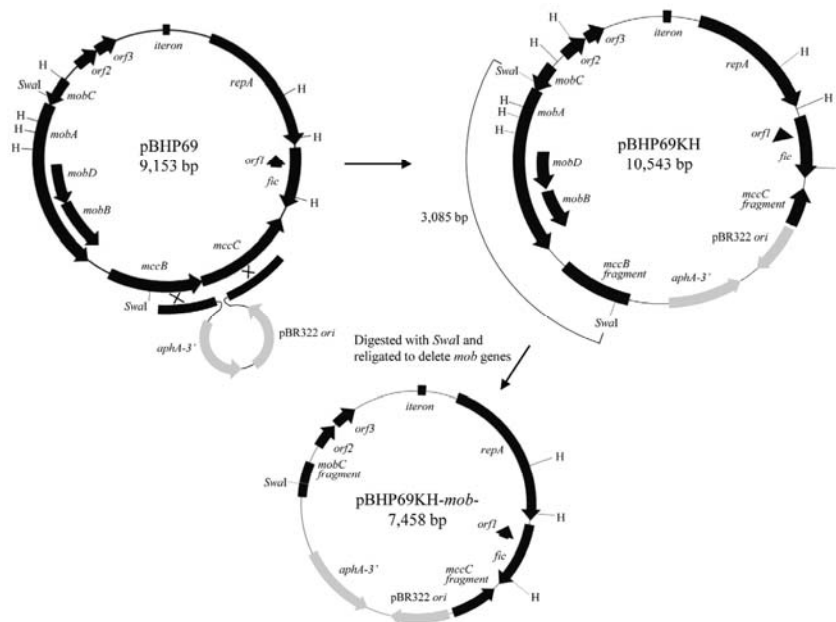 iteron
orf3
orf2
H
SwaI
mobC
H
H
mobA
H
repA
H
pBHP69
9,153 bp
H
orf1
fic
H
mobD
mobB
mccC
mccB
SwaI
X
X
aphA-3'
pBR322 ori
iteron
H
orf3
H
orf2
SwaI
mobC
H
H
mobA
H
repA
H
pBHP69KH
10,543 bp
H
orf1
fic
mobD
mobB
mccC
fragment
pBR322 ori
3,085 bp
aphA-3'
mccB
fragment
SwaI
Digested with SwaI and
religated to delete mob genes
iteron
orf3
orf2
mobC
fragment
SwaI
repA
H
pBHP69KH-mob-
7,458 bp
H
orf1
fic
mccC
fragment
H
aphA-3'
pBR322 ori